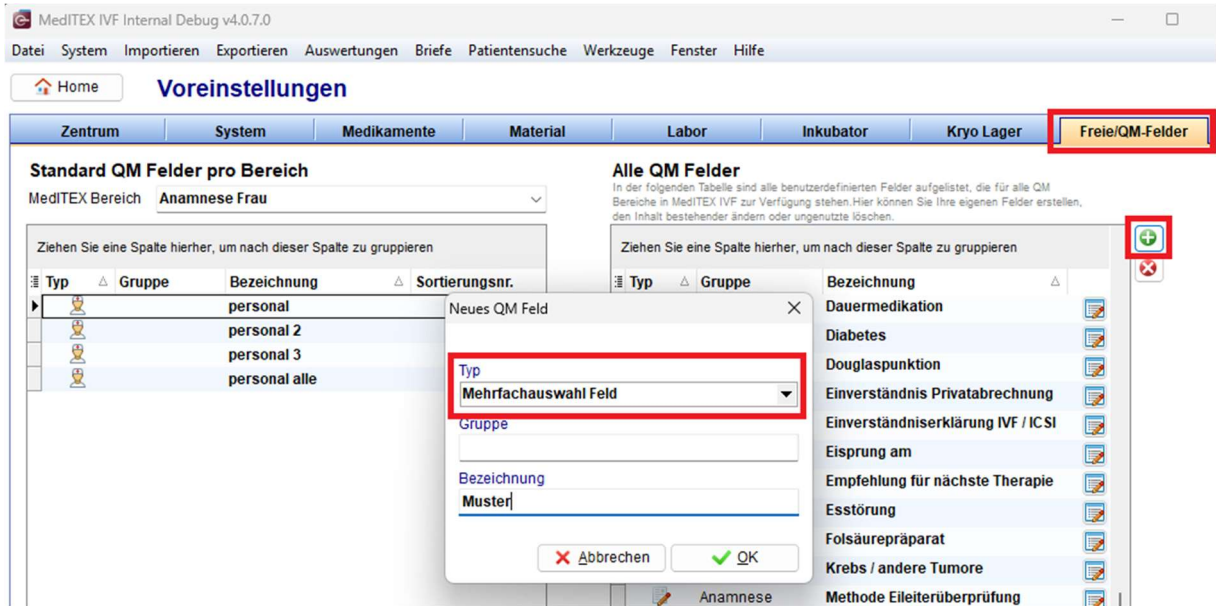 MedITEX IVF Internal Debug v4.0.7.0
Datei System Importieren Exportieren Auswertungen Briefe Patientensuche Werkzeuge Fenster Hilfe
Home Voreinstellungen
Zentrum System Medikamente Material Labor Inkubator Kryo Lager Freie/QM-Felder
Standard QM Felder pro Bereich
MedITEX Bereich Anamnese Frau
Ziehen Sie eine Spalte hierher, um nach dieser Spalte zu gruppieren
Typ Gruppe Bezeichnung Sortierungsnr.
personal
personal 2
personal 3
personal alle
Alle QM Felder
In der folgenden Tabelle sind alle benutzerdefinierten Felder aufgelistet, die für alle QM
Bereiche in MedITEX IVF zur Verfügung stehen.Hier können Sie Ihre eigenen Felder erstellen,
den Inhalt bestehender ändern oder ungenutzte löschen.
Ziehen Sie eine Spalte hierher, um nach dieser Spalte zu gruppieren
Typ Gruppe Bezeichnung
Dauermedikation
Diabetes
Douglaspunktion
Einverständnis Privatabrechnung
Einverständniserklärung IVF / ICSI
Eisprung am
Empfehlung für nächste Therapie
Esstörung
Folsäurepräparat
Krebs / andere Tumore
Anamnese Methode Eileiterüberprüfung
Neues QM Feld
Typ
Mehrfachauswahl Feld
Gruppe
Bezeichnung
Muster
Abbrechen OK